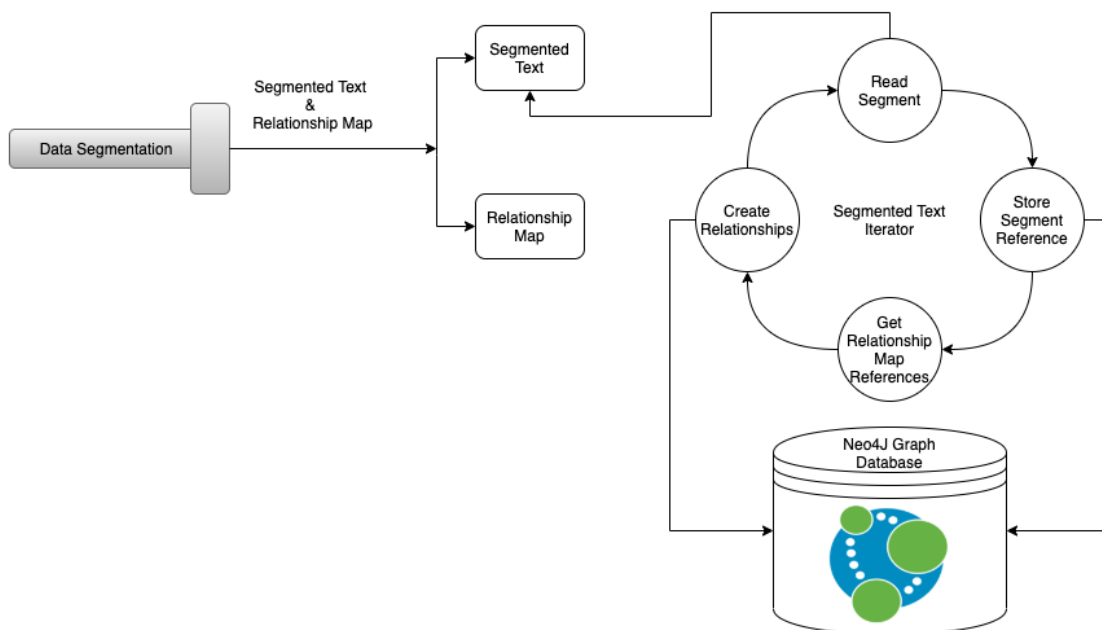 Data Segmentation
Segmented Text
&
Relationship Map
Segmented
Text
Relationship
Map
Read
Segment
Store
Segment
Reference
Get
Relationship
Map
References
Create
Relationships
Segmented Text
Iterator
Neo4J Graph
Database